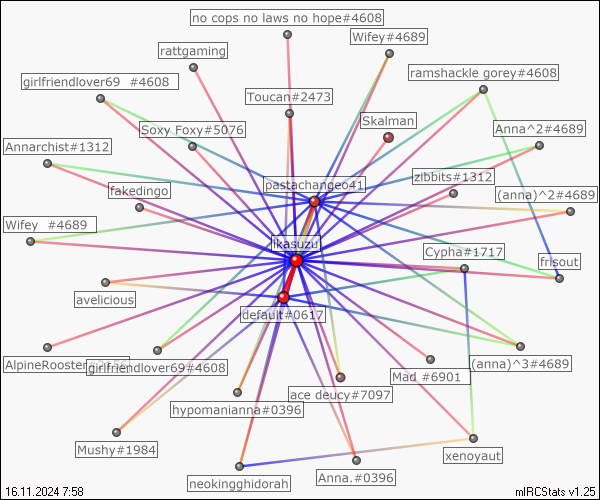 no cops no laws no hope#4608
Wifey#4689
rattgaming
ramshackle gorey#4608
girlfriendlover69 #4608
Toucan#2473
Skalman
Soxy Foxy#5076
Anna^2#4689
Annarchist#1312
pastachangeo41
zibbits#1312
fakedingo
(anna)^2#4689
Wifey #4689
likasuzu
Cypha#1717
frisout
avelicious
default#0617
AlpineRooster
girlfriendlover69#4608
(anna)^3#4689
Mad #6901
ace deucy#7097
hypomanianna#0396
Mushy#1984
xenoyaut
Anna.#0396
neokingghidorah
16.11.2024 7:58
mIRCStats v1.25